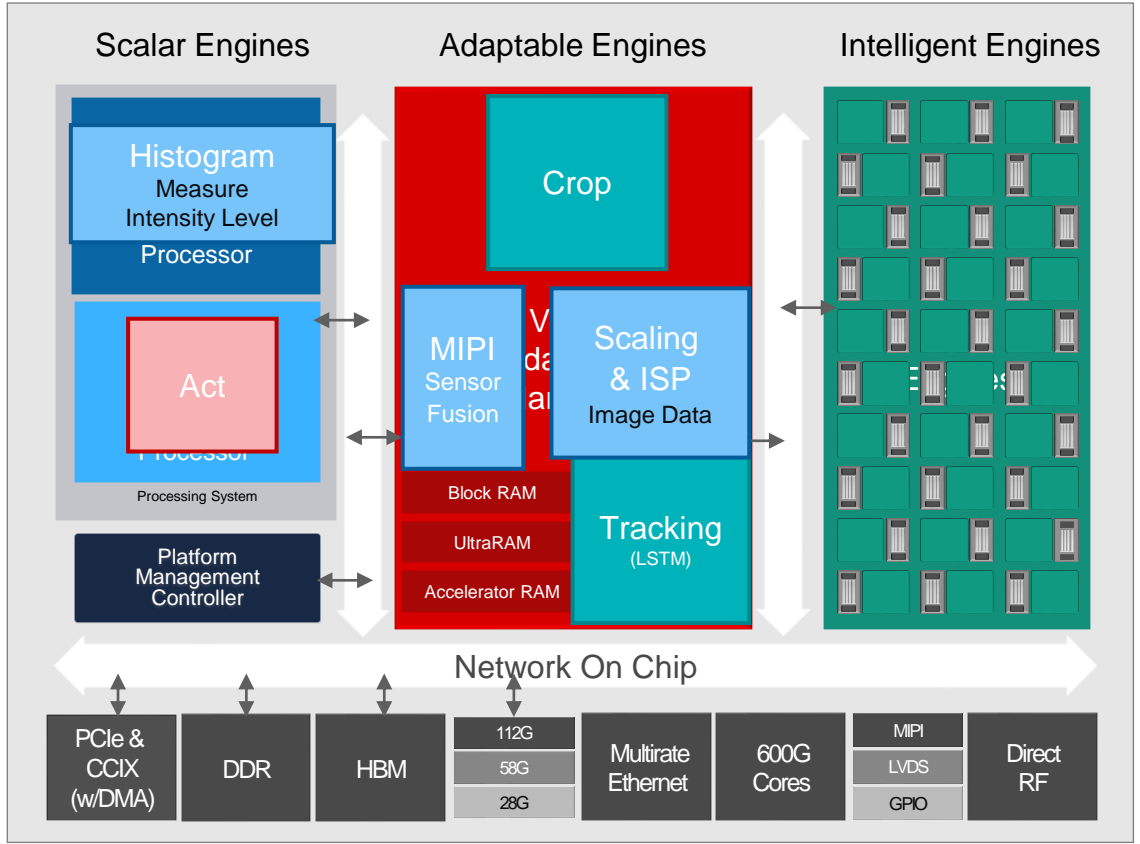 Scalar Engines
Adaptable Engines
Intelligent Engines
Histogram
Measure
Intensity Level
Processor
Act
Processor
Processing System
Platform
Management
Controller
Crop
MIPI
Sensor
Fusion
Scaling
& ISP
Image Data
Block RAM
UltraRAM
Accelerator RAM
Tracking
(LSTM)
Network On Chip
PCIe &
CCIX
(w/DMA)
DDR
HBM
112G
58G
28G
Multirate
Ethernet
600G
Cores
MIPI
LVDS
GPIO
Direct
RF